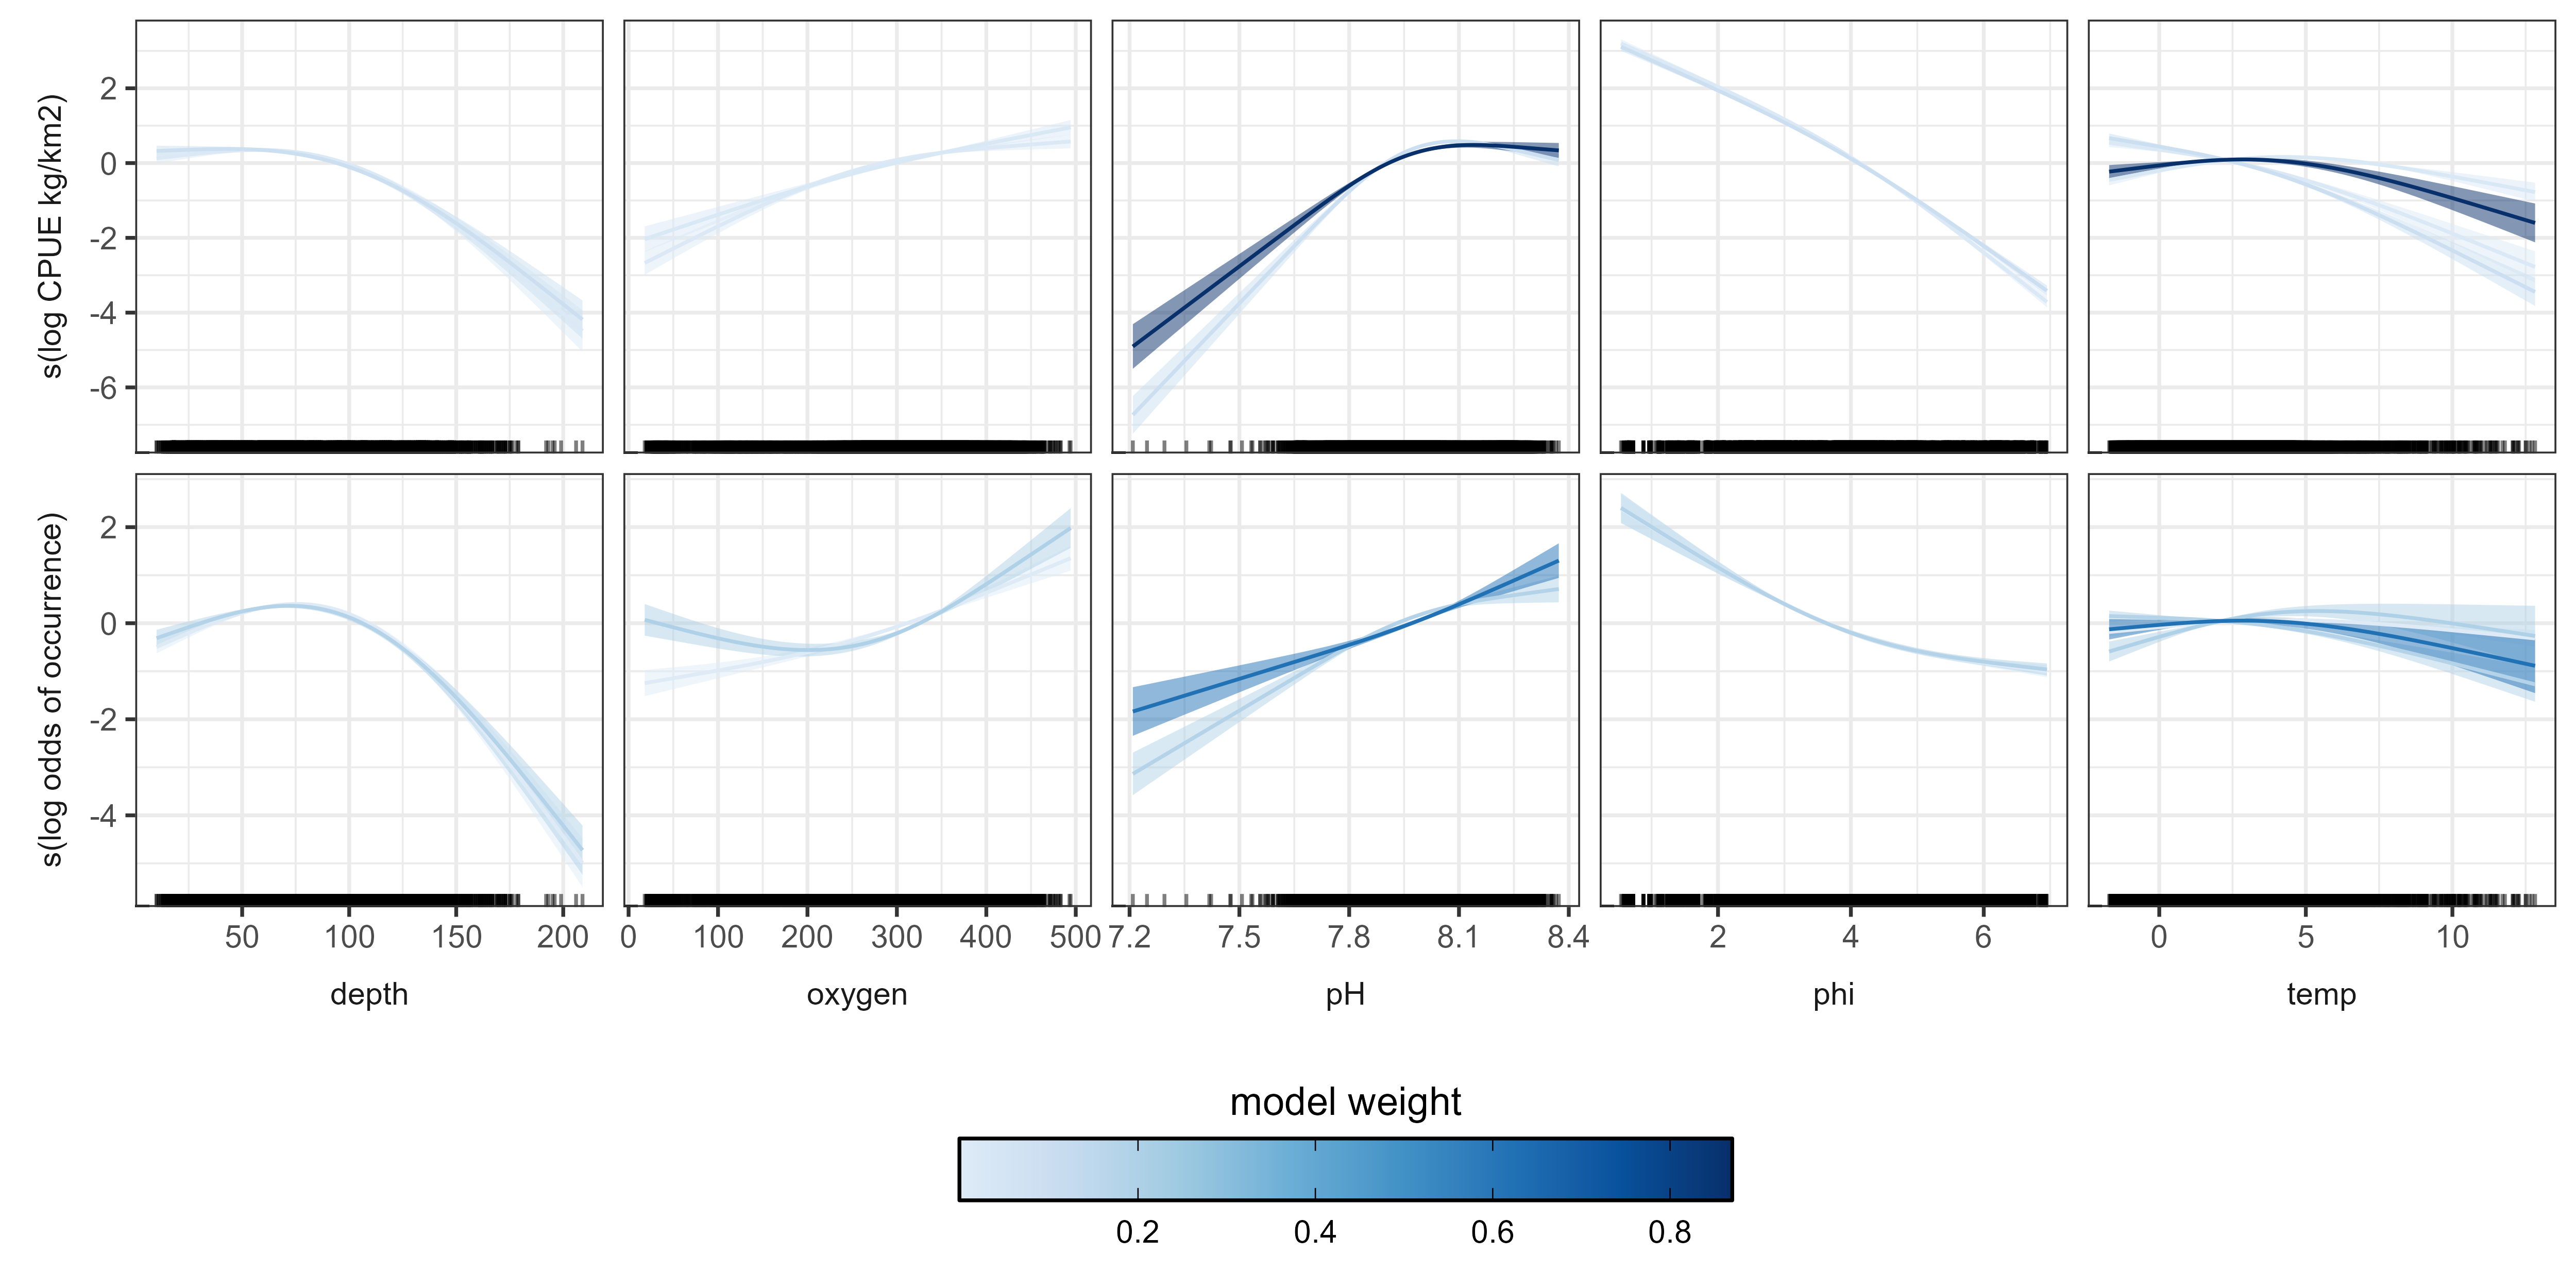 s(log CPUE kg/km2)
2
0
-2
-4
-6
s(log odds of occurrence)
2
0
-2
-4
50 100 150 200 0 100 200 300 400 500 7.2 7.5 7.8 8.1 8.4 2 4 6 0 5 10
depth oxygen pH phi temp
model weight
0.2 0.4 0.6 0.8